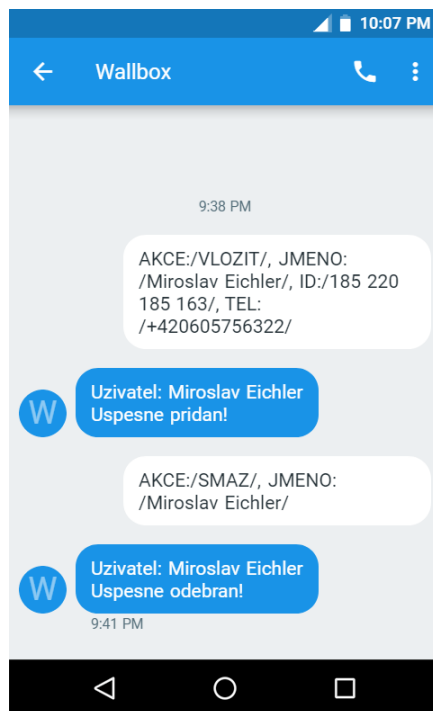 10:07 PM
Wallbox
9:38 PM
AKCE:/VLOZIT/, JMENO:
/Miroslav Eichler/, ID:/185 220
185 163/, TEL:
/+420605756322/
W
Uzivatel: Miroslav Eichler
Uspesne pridan!
AKCE:/SMAZ/, JMENO:
/Miroslav Eichler/
W
Uzivatel: Miroslav Eichler
Uspesne odebran!
9:41 PM